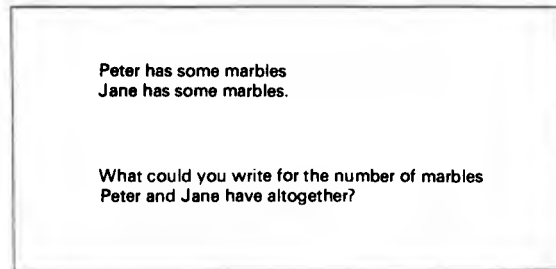 Peter has some marbles
Jane has some marbles.
What could you write for the number of marbles
Peter and Jane have altogether?